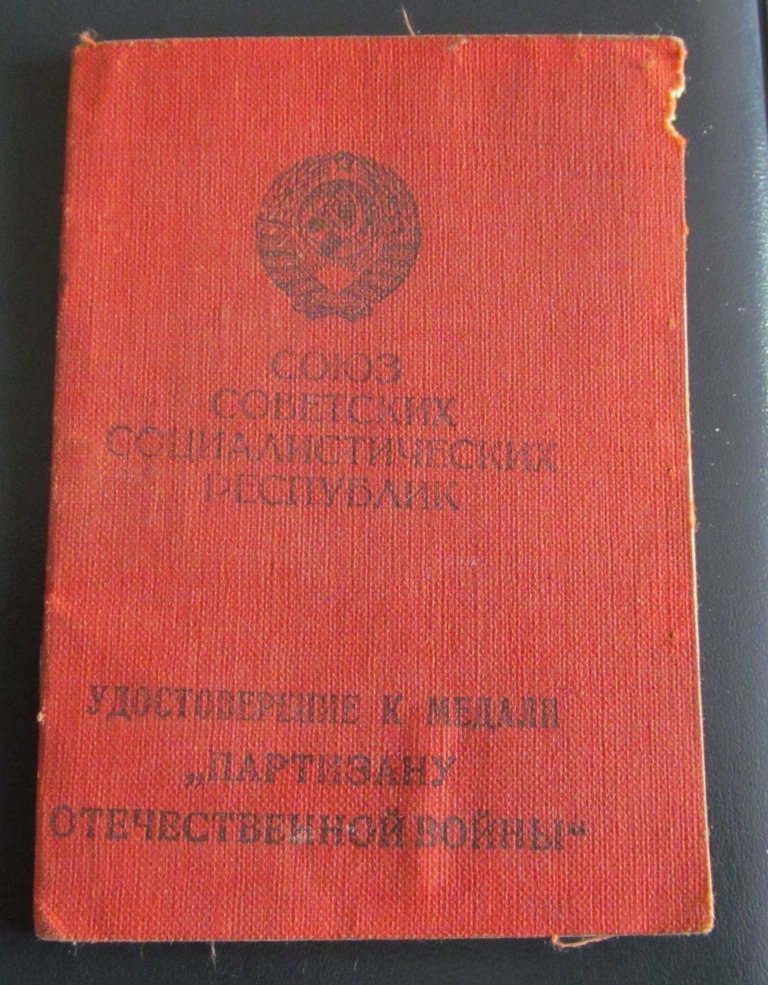 СОЮЗ
СОВЕТСКИХ
СОЦИАЛИСТИЧЕСКИХ
РЕСПУБЛИК
УДОСТОВЕРЕНИЕ К МЕДАЛИ
„ПАРТИЗАНУ
ОТЕЧЕСТВЕННОЙ ВОЙНЫ“